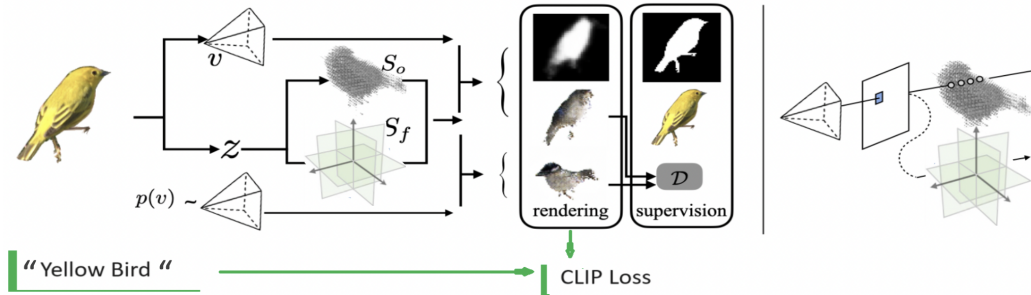 v
S_o
S_f
z
p(v) ~
D
rendering
supervision
“ Yellow Bird “
CLIP Loss